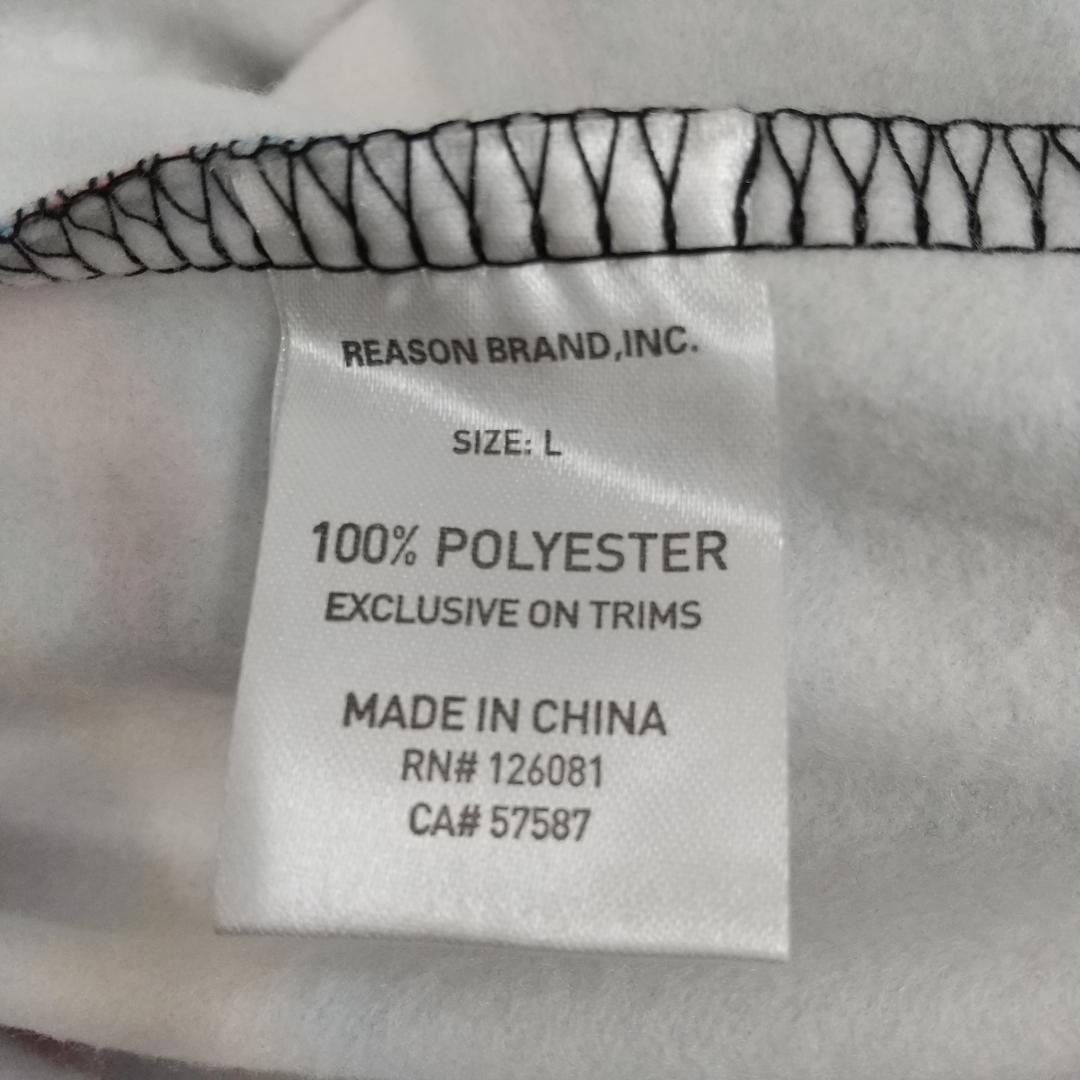 REASON BRAND,INC.
SIZE: L
100% POLYESTER
EXCLUSIVE ON TRIMS
MADE IN CHINA
RN# 126081
CA# 57587